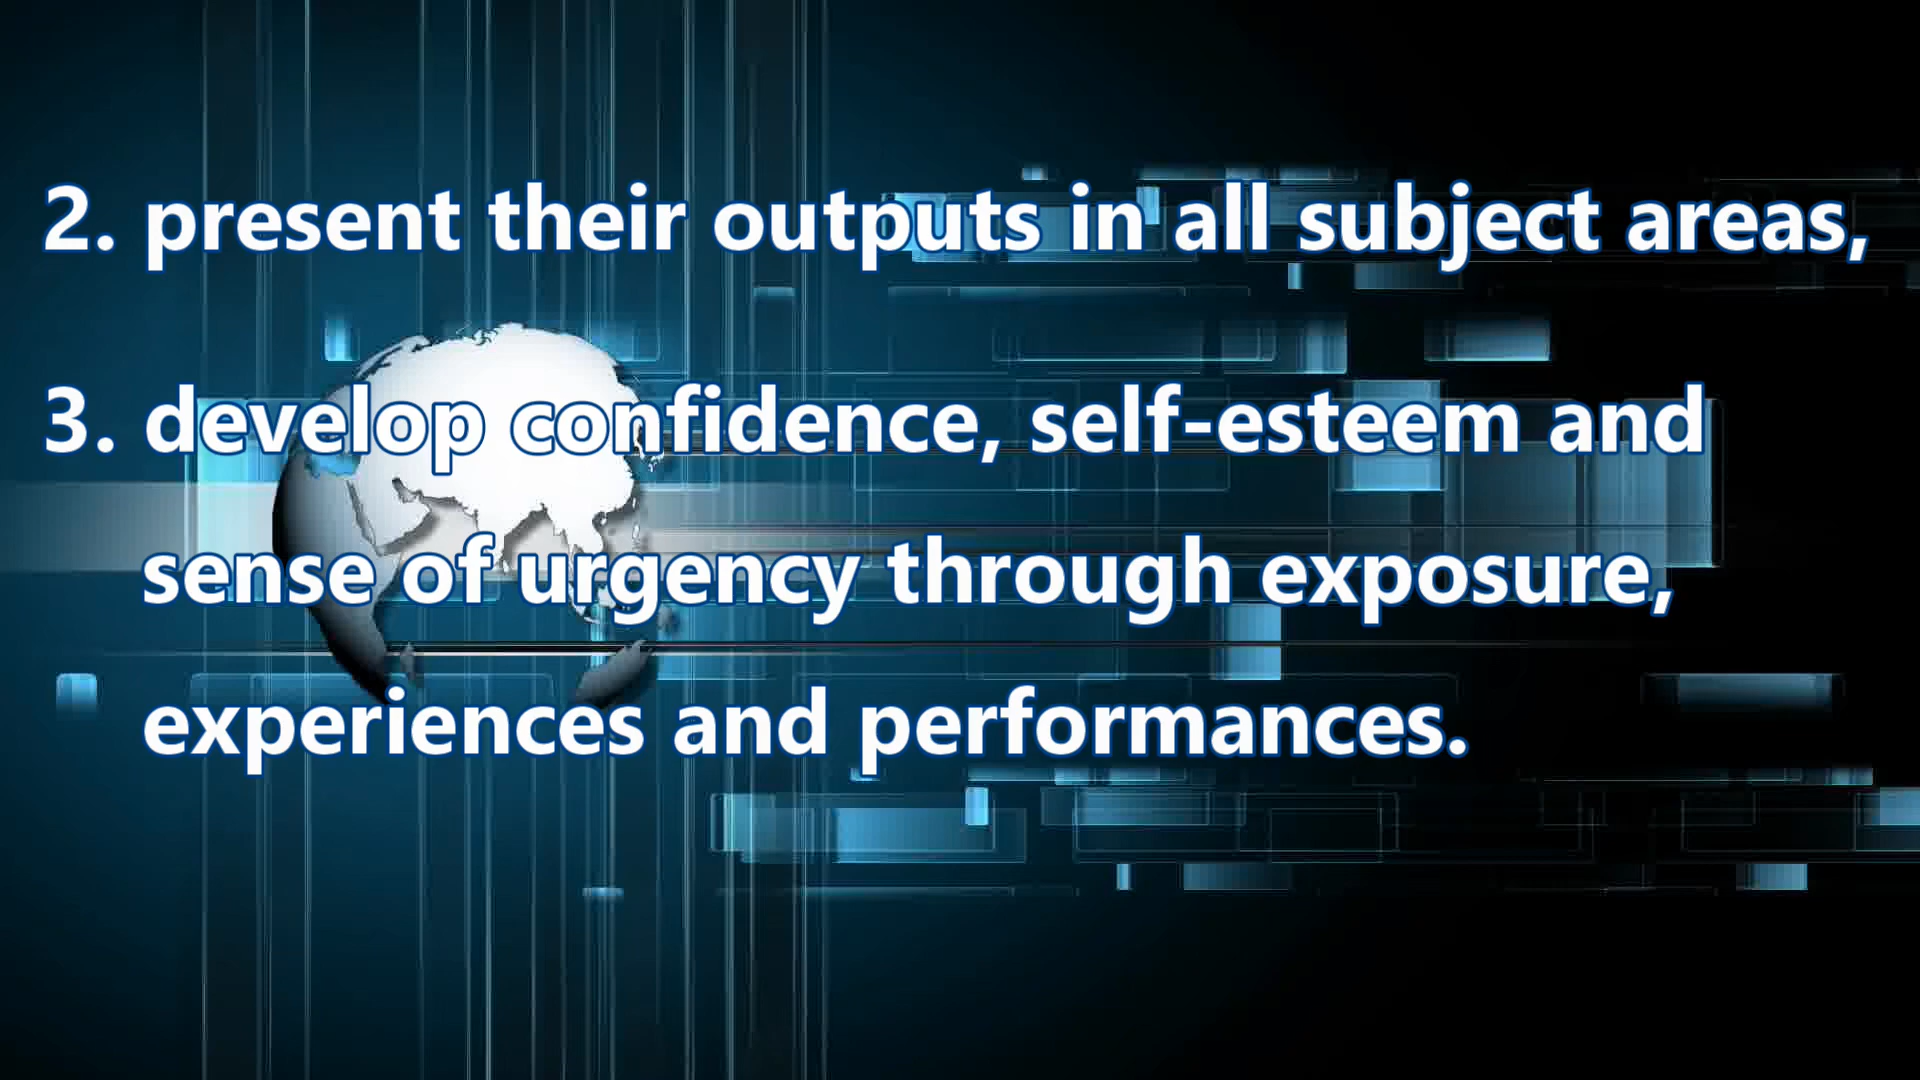 2. present their outputs in all subject areas,
3. develop confidence, self-esteem and
sense of urgency through exposure,
experiences and performances.